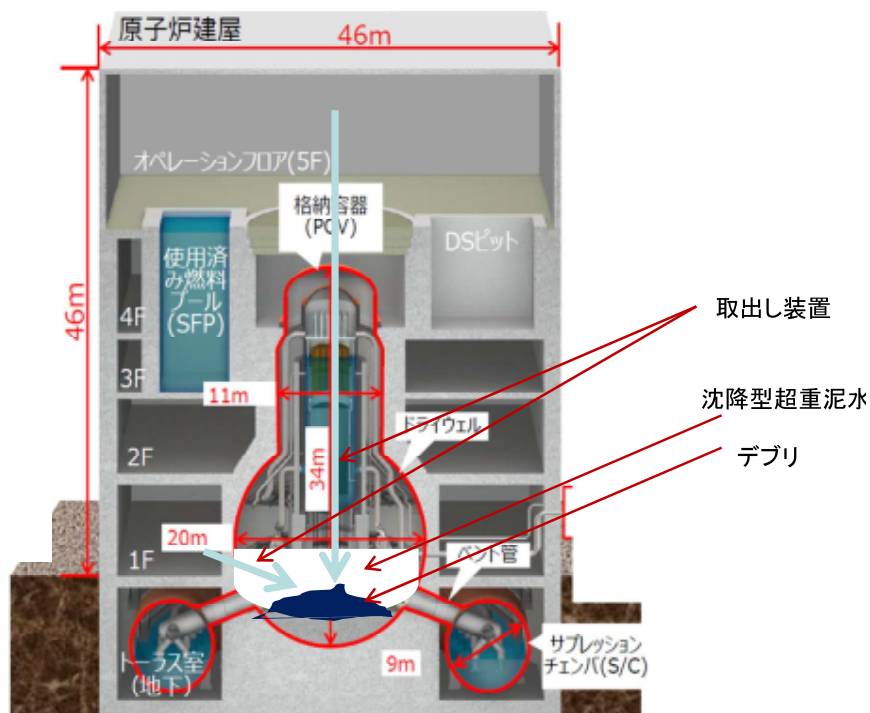 原子炉建屋
46m
オペレーションフロア(5F)
格納容器
(PCV)
使用済
み燃料
プール
(SFP)
DSピット
46m
4F
3F
2F
1F
11m
34m
20m
9m
ドライウェル
ベント管
トーラス室
(地下)
サプレッション
チェンバ(S/C)
取出し装置
沈降型超重泥水
デブリ